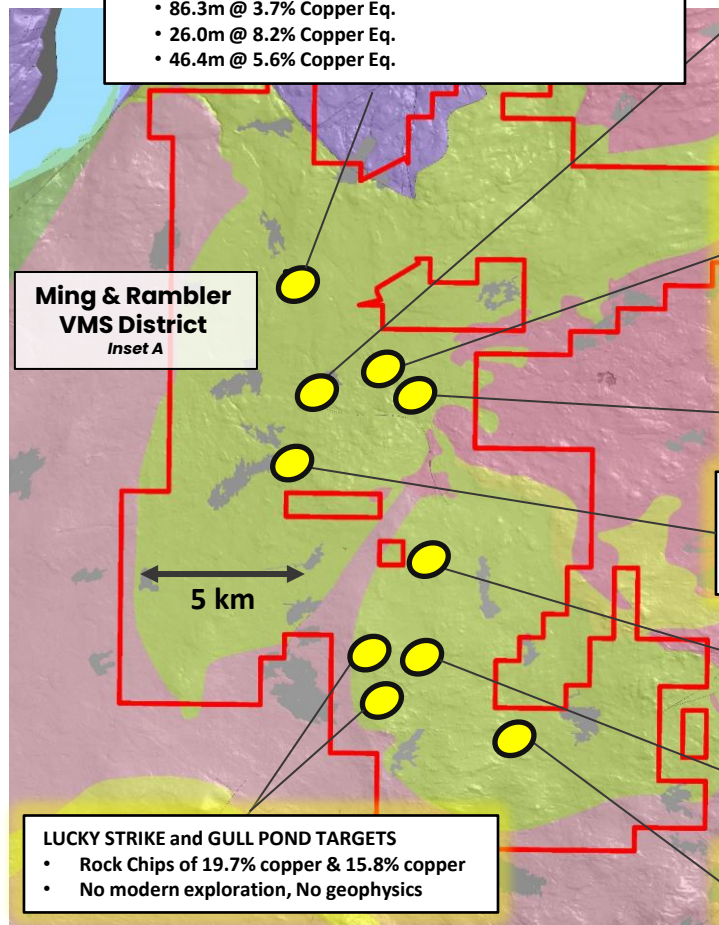 • 86.3m @ 3.7% Copper Eq.
• 26.0m @ 8.2% Copper Eq.
• 46.4m @ 5.6% Copper Eq.
Ming & Rambler
VMS District
Inset A
5 km
LUCKY STRIKE and GULL POND TARGETS
• Rock Chips of 19.7% copper & 15.8% copper
• No modern exploration, No geophysics